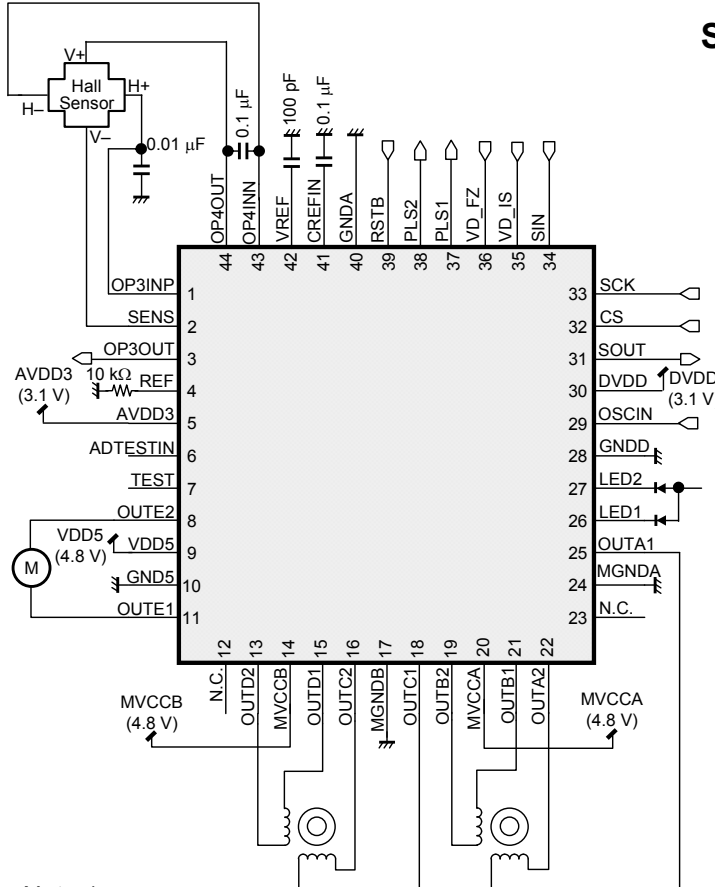 S
V+
Hall
Sensor
H+
H–
V–
0.01 μF
0.1 μF
100 pF
0.1 μF
OP4OUT
OP4INN
VREF
CREFIN
GNDA
RSTB
PLS2
PLS1
VD_FZ
VD_IS
SIN
44
43
42
41
40
39
38
37
36
35
34
OP3INP
1
SENS
2
OP3OUT
3
AVDD3
(3.1 V)
10 kΩ
REF
4
AVDD3
5
ADTESTIN
6
TEST
7
OUTE2
8
VDD5
(4.8 V)
VDD5
9
M
GND5
10
OUTE1
11
33
SCK
32
CS
31
SOUT
30
DVDD
DVDD
(3.1 V
29
OSCIN
28
GNDD
27
LED2
26
LED1
25
OUTA1
24
MGNDA
23
N.C.
12
13
14
15
16
17
18
19
20
21
22
N.C.
OUTD2
MVCCB
OUTD1
OUTC2
MGNDB
OUTC1
OUTB2
MVCCA
OUTB1
OUTA2
MVCCB
(4.8 V)
MVCCA
(4.8 V)